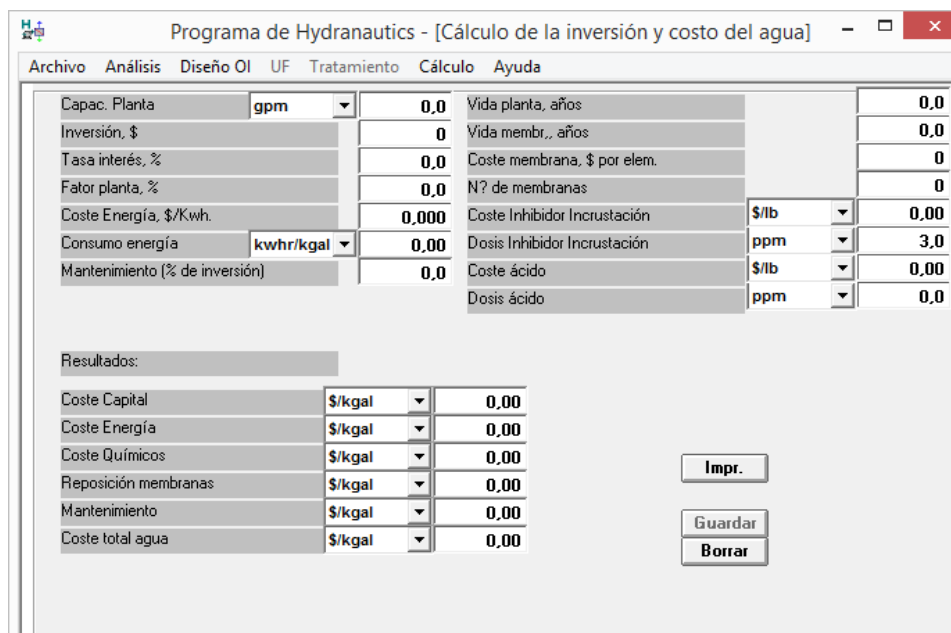 Programa de Hydranautics - [Cálculo de la inversión y costo del agua]
Archivo Análisis Diseño OI UF Tratamiento Cálculo Ayuda
Capac. Planta gpm 0,0 Vida planta, años 0,0
Inversión, $ 0 Vida membr,, años 0,0
Tasa interés, % 0,0 Coste membrana, $ por elem. 0
Fator planta, % 0,0 N? de membranas 0
Coste Energía, $/Kwh. 0,000 Coste Inhibidor Incrustación $/lb 0,00
Consumo energía kwhr/kgal 0,00 Dosis Inhibidor Incrustación ppm 3,0
Mantenimiento (% de inversión) 0,0 Coste ácido $/lb 0,00
Dosis ácido ppm 0,0
Resultados:
Coste Capital $/kgal 0,00
Coste Energía $/kgal 0,00
Coste Químicos $/kgal 0,00
Impr.
Reposición membranas $/kgal 0,00
Mantenimiento $/kgal 0,00
Guardar
Coste total agua $/kgal 0,00
Borrar